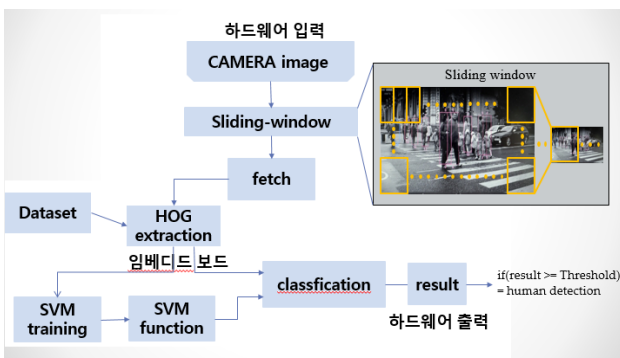 하드웨어 입력
CAMERA image
Sliding window
Sliding-window
fetch
Dataset
HOG
extraction
임베디드 보드
SVM
training
SVM
function
classfication
result
if(result >= Threshold)
= human detection
하드웨어 출력